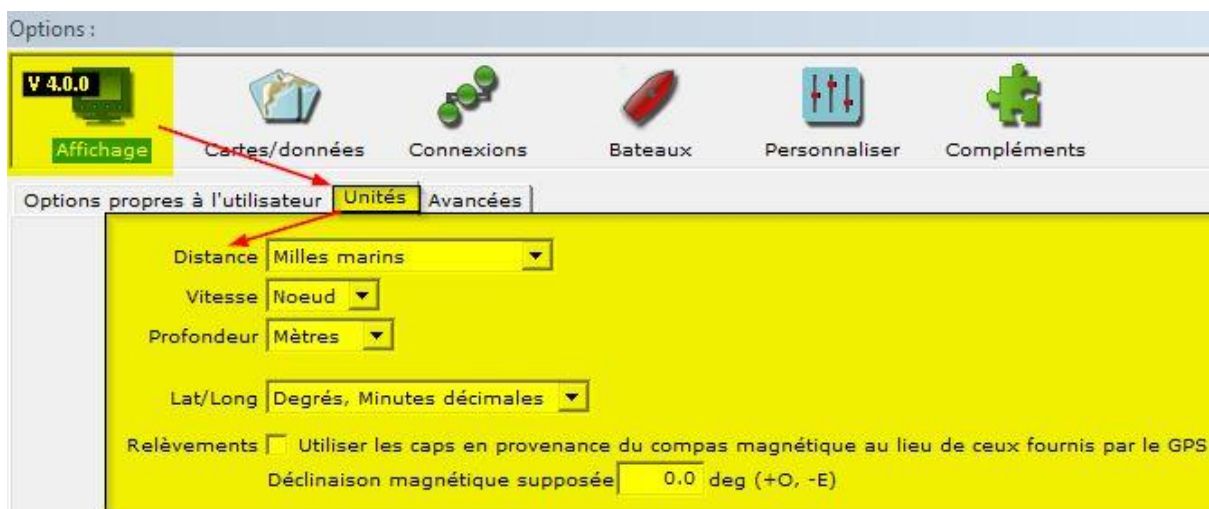 Options :
V 4.0.0
Affichage Cartes/données Connexions Bateaux Personnaliser Compléments
Options propres à l'utilisateur Unités Avancées
Distance Milles marins
Vitesse Noeud
Profondeur Mètres
Lat/Long Degrés, Minutes décimales
Relèvements Utiliser les caps en provenance du compas magnétique au lieu de ceux fournis par le GPS
Déclinaison magnétique supposée 0.0 deg (+O, -E)